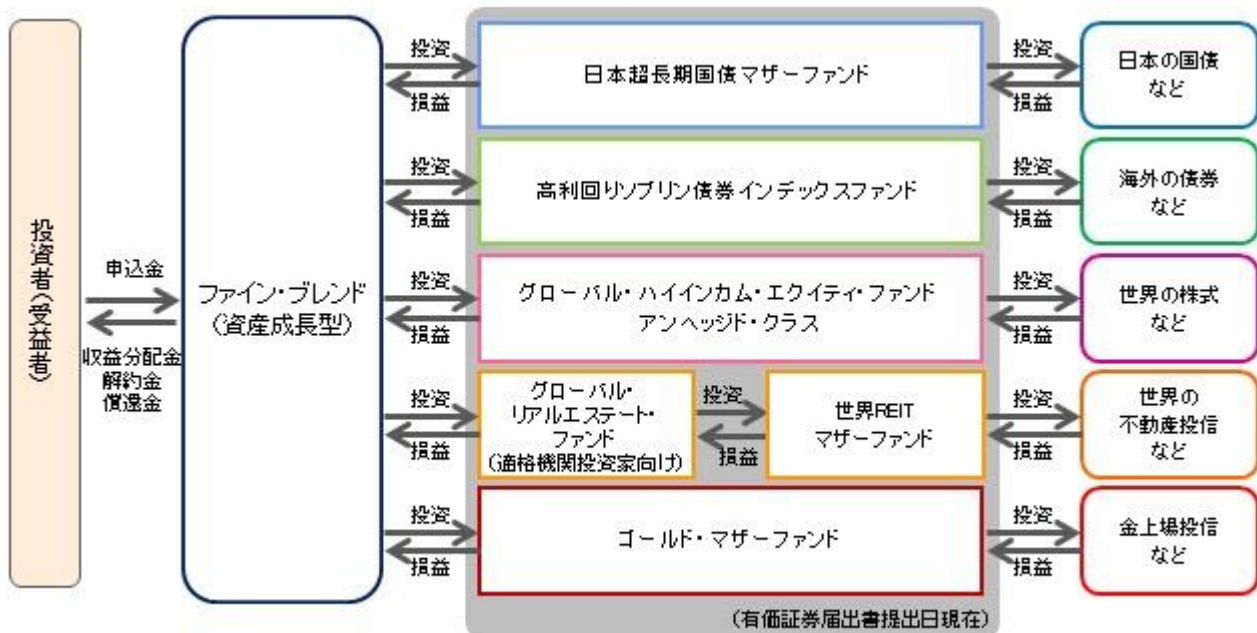 投資者(受益者)
申込金
収益分配金
解約金
償還金
ファイン・ブレンド
(資産成長型)
投資
損益
日本超長期国債マザーファンド
投資
損益
日本の国債
など
投資
損益
高利回りソブリン債券インデックスファンド
投資
損益
海外の債券
など
投資
損益
グローバル・ハイインカム・エクイティ・ファンド
アンヘッジド・クラス
投資
損益
世界の株式
など
投資
損益
グローバル・
リアルエステート・
ファンド
(適格機関投資家向け)
投資
損益
世界REIT
マザーファンド
投資
損益
世界の
不動産投信
など
投資
損益
ゴールド・マザーファンド
投資
損益
金上場投信
など
(有価証券届出書提出日現在)